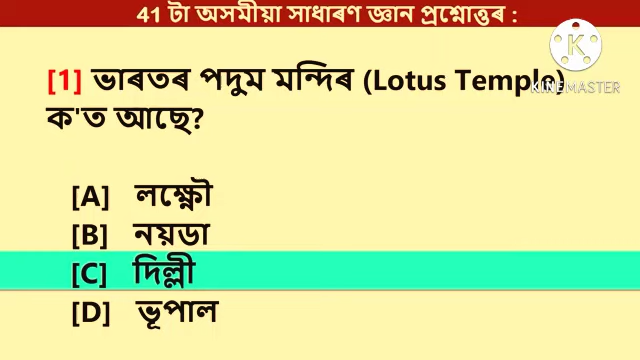 41 টা অসমীয়া সাধাৰণ জ্ঞান প্ৰশ্নোত্তৰ :
[1] ভাৰতৰ পদুম মন্দিৰ (Lotus Temple)
ক'ত আছে?
[A] লক্ষ্ণৌ
[B] নয়ডা
[C] দিল্লী
[D] ভূপাল
K
KINEMASTER